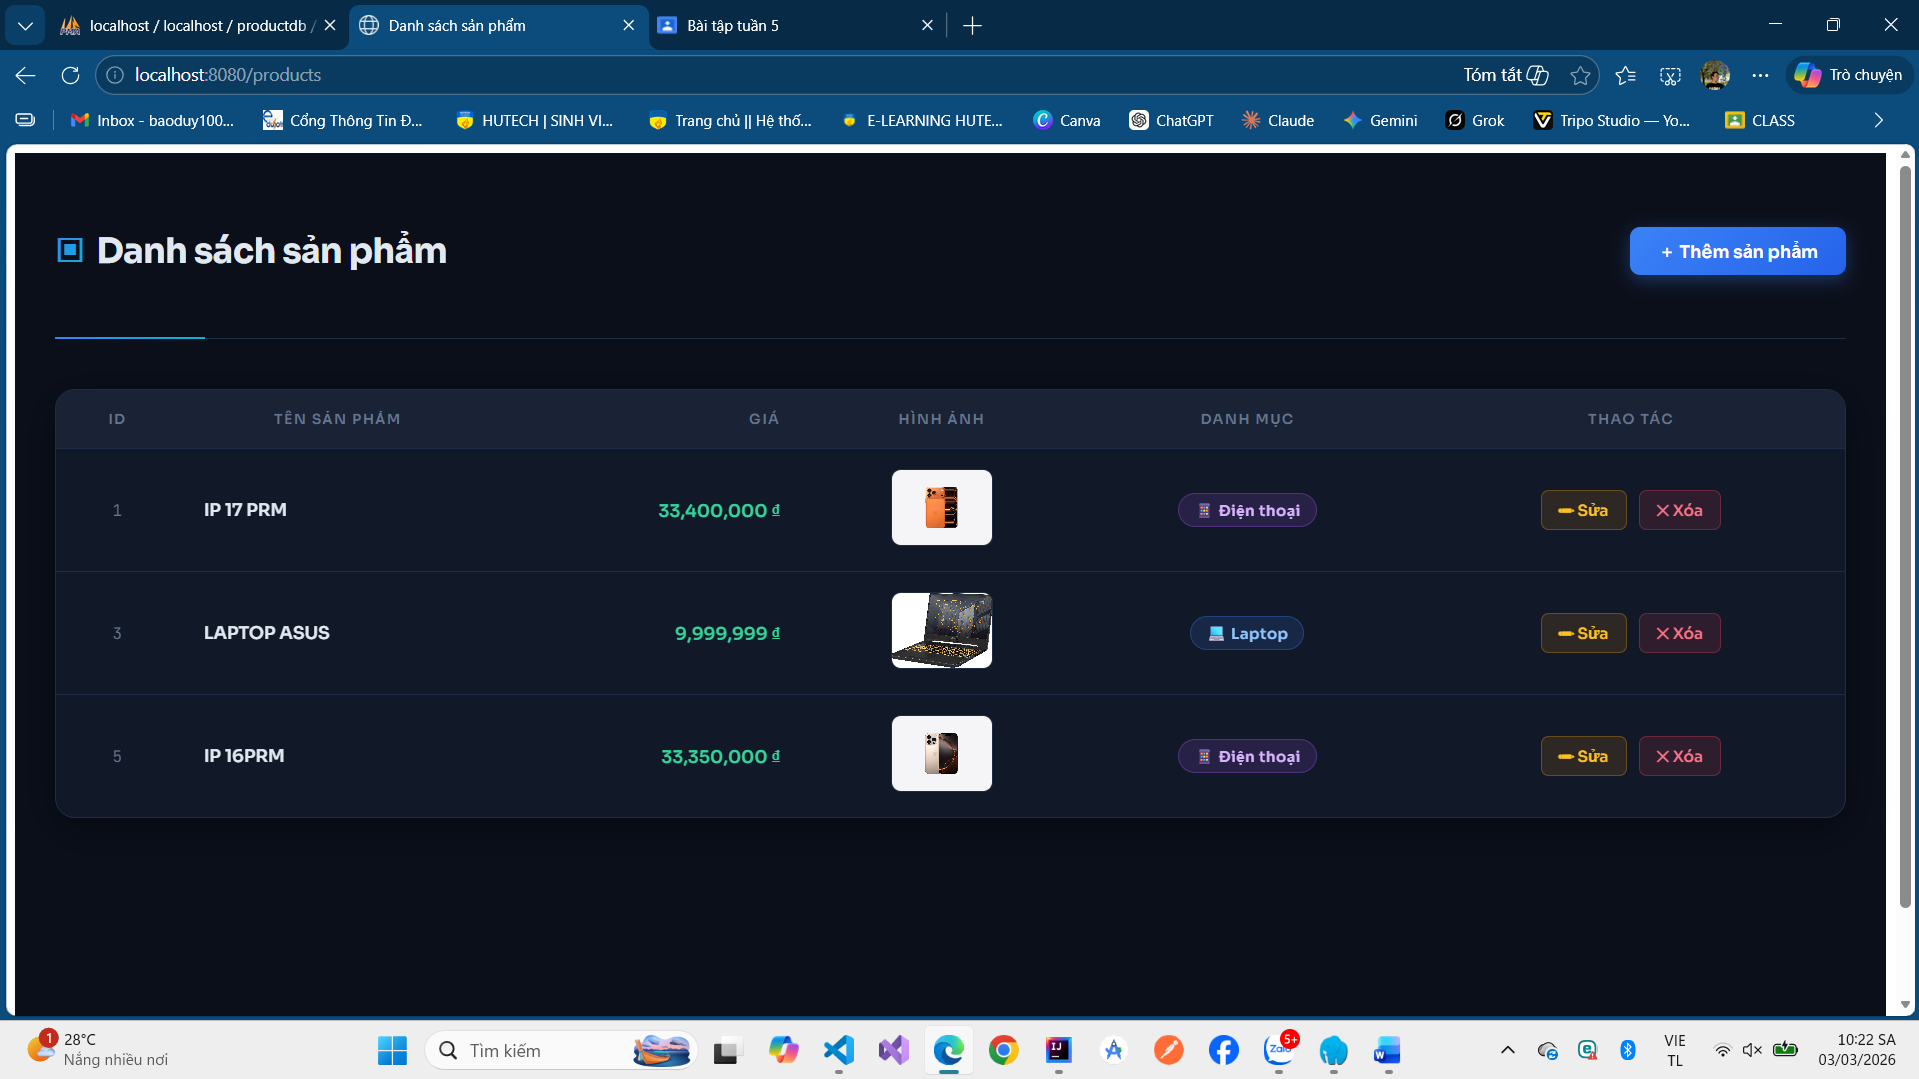 localhost / localhost / productdb /
Danh sách sản phẩm
Bài tập tuần 5
localhost:8080/products
Tóm tắt
Trò chuyện
Inbox - baoduy100...
Cổng Thông Tin Đ...
HUTECH | SINH VI...
Trang chủ || Hệ thố...
E-LEARNING HUTE...
Canva
ChatGPT
Claude
Gemini
Grok
Tripo Studio — Yo...
CLASS
Danh sách sản phẩm
+ Thêm sản phẩm
ID TÊN SẢN PHẨM GIÁ HÌNH ẢNH DANH MỤC THAO TÁC
1 IP 17 PRM 33,400,000 ₫ Điện thoại Sửa Xóa
3 LAPTOP ASUS 9,999,999 ₫ Laptop Sửa Xóa
5 IP 16PRM 33,350,000 ₫ Điện thoại Sửa Xóa
1
28°C
Nắng nhiều nơi
Tìm kiếm
IJ
Zalo
5+
W
VIE
TL
10:22 SA
03/03/2026